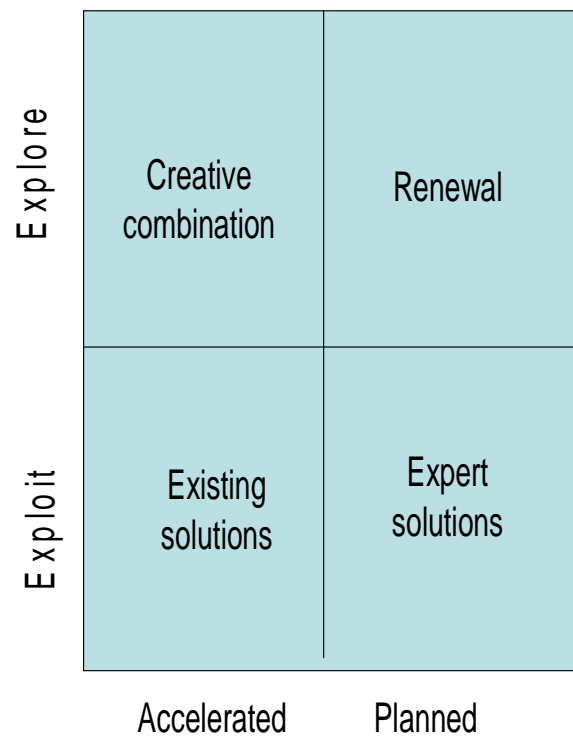 Explore
Creative
combination
Renewal
Exploit
Existing
solutions
Expert
solutions
Accelerated
Planned